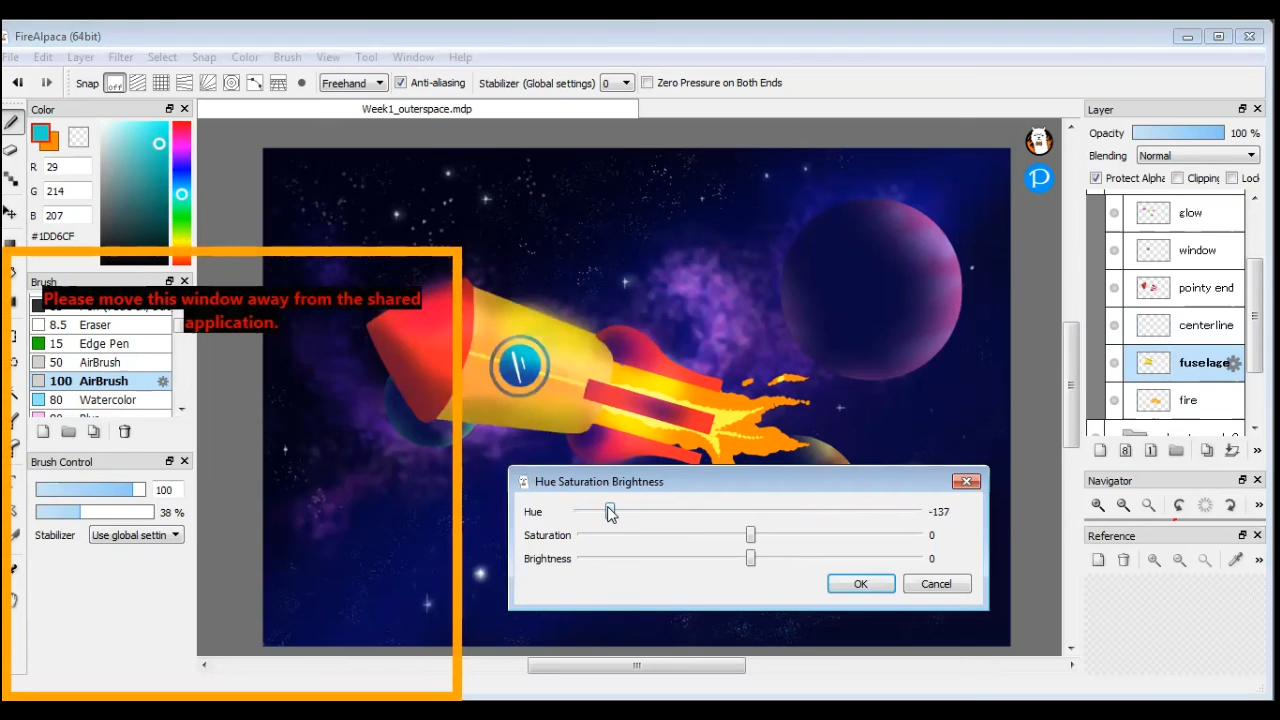 FireAlpaca (64bit)
File Edit Layer Filter Select Snap Color Brush View Tool Window Help
Snap off Freehand Anti-aliasing Stabilizer (Global settings) 0 Zero Pressure on Both Ends
Color
Week1_outerspace.mdp
Layer
Opacity 100 %
Blending Normal
Protect Alpha Clipping Lock
R 29
G 214
B 207
#1DD6CF
glow
window
pointy end
centerline
fuselage
fire
Brush
Please move this window away from the shared
application.
8.5 Eraser
15 Edge Pen
50 AirBrush
100 AirBrush
80 Watercolor
Brush Control
100
38 %
Stabilizer Use global settin
Hue Saturation Brightness
Hue -137
Saturation 0
Brightness 0
OK Cancel
8 1 »
Navigator
»
Reference
»
P